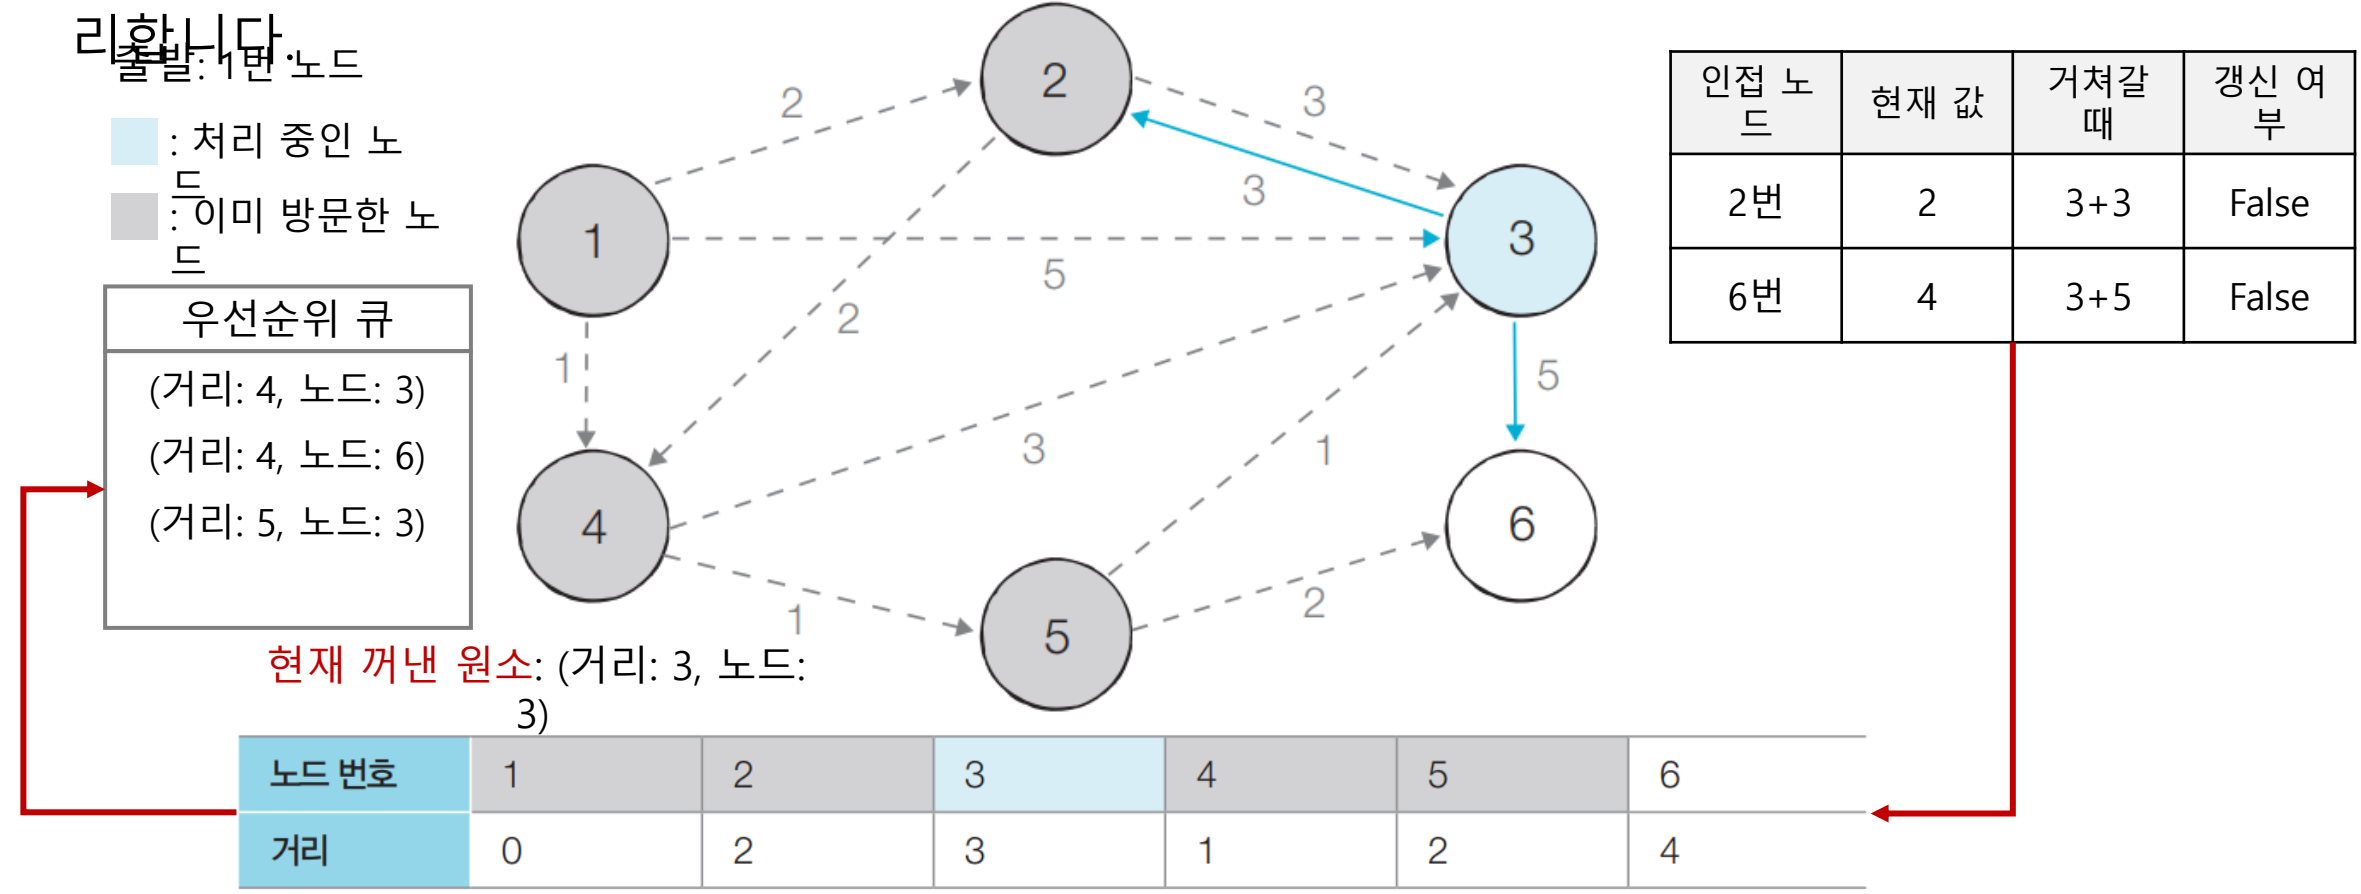 리합니다.
출발: 1번 노드
: 처리 중인 노
드
: 이미 방문한 노
드
우선순위 큐
(거리: 4, 노드: 3)
(거리: 4, 노드: 6)
(거리: 5, 노드: 3)
현재 꺼낸 원소: (거리: 3, 노드:
3)
2
2
3
3
1
3
5
2
1
5
3
1
4
6
1
5
2
인접 노
드
현재 값
거쳐갈
때
갱신 여
부
2번 2 3+3 False
6번 4 3+5 False
노드 번호 1 2 3 4 5 6
거리 0 2 3 1 2 4